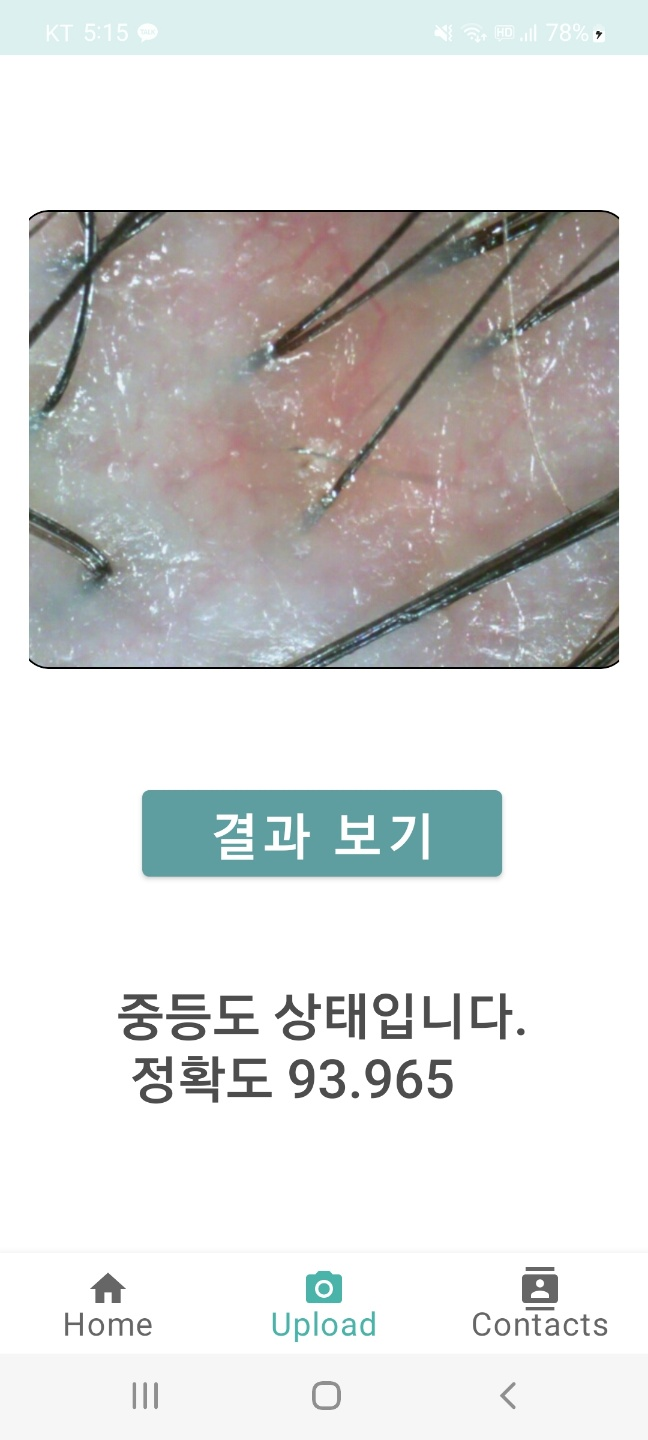 KT 5:15
HD 78%
결과 보기
중등도 상태입니다.
정확도 93.965
Home Upload Contacts